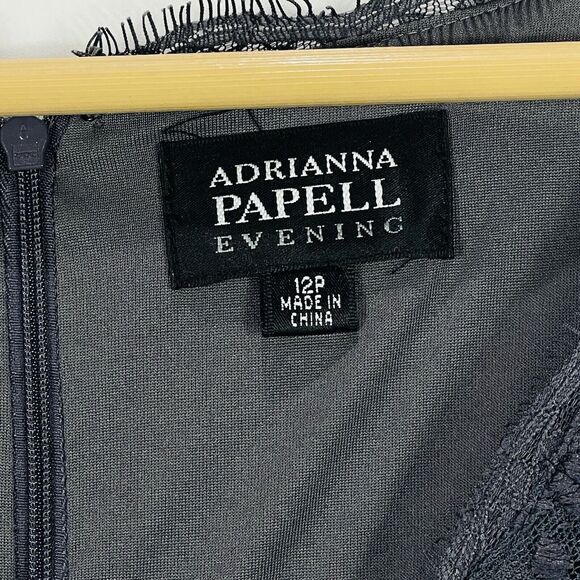 ADRIANNA
PAPELL
EVENING
12P
MADE IN
CHINA